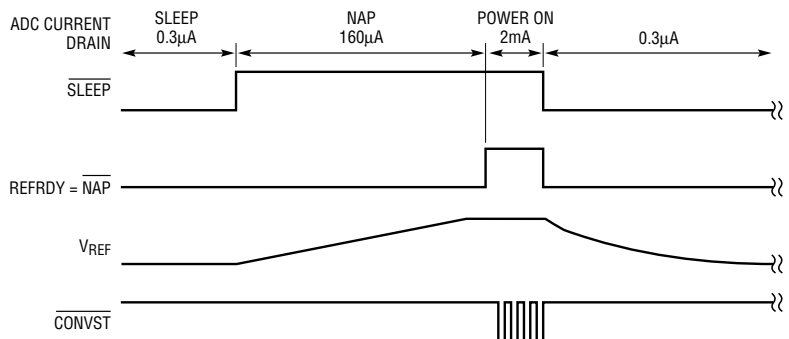 ADC CURRENT
DRAIN
SLEEP
0.3µA
NAP
160µA
POWER ON
2mA
0.3µA
SLEEP
REFRDY = NAP
VREF
CONVST